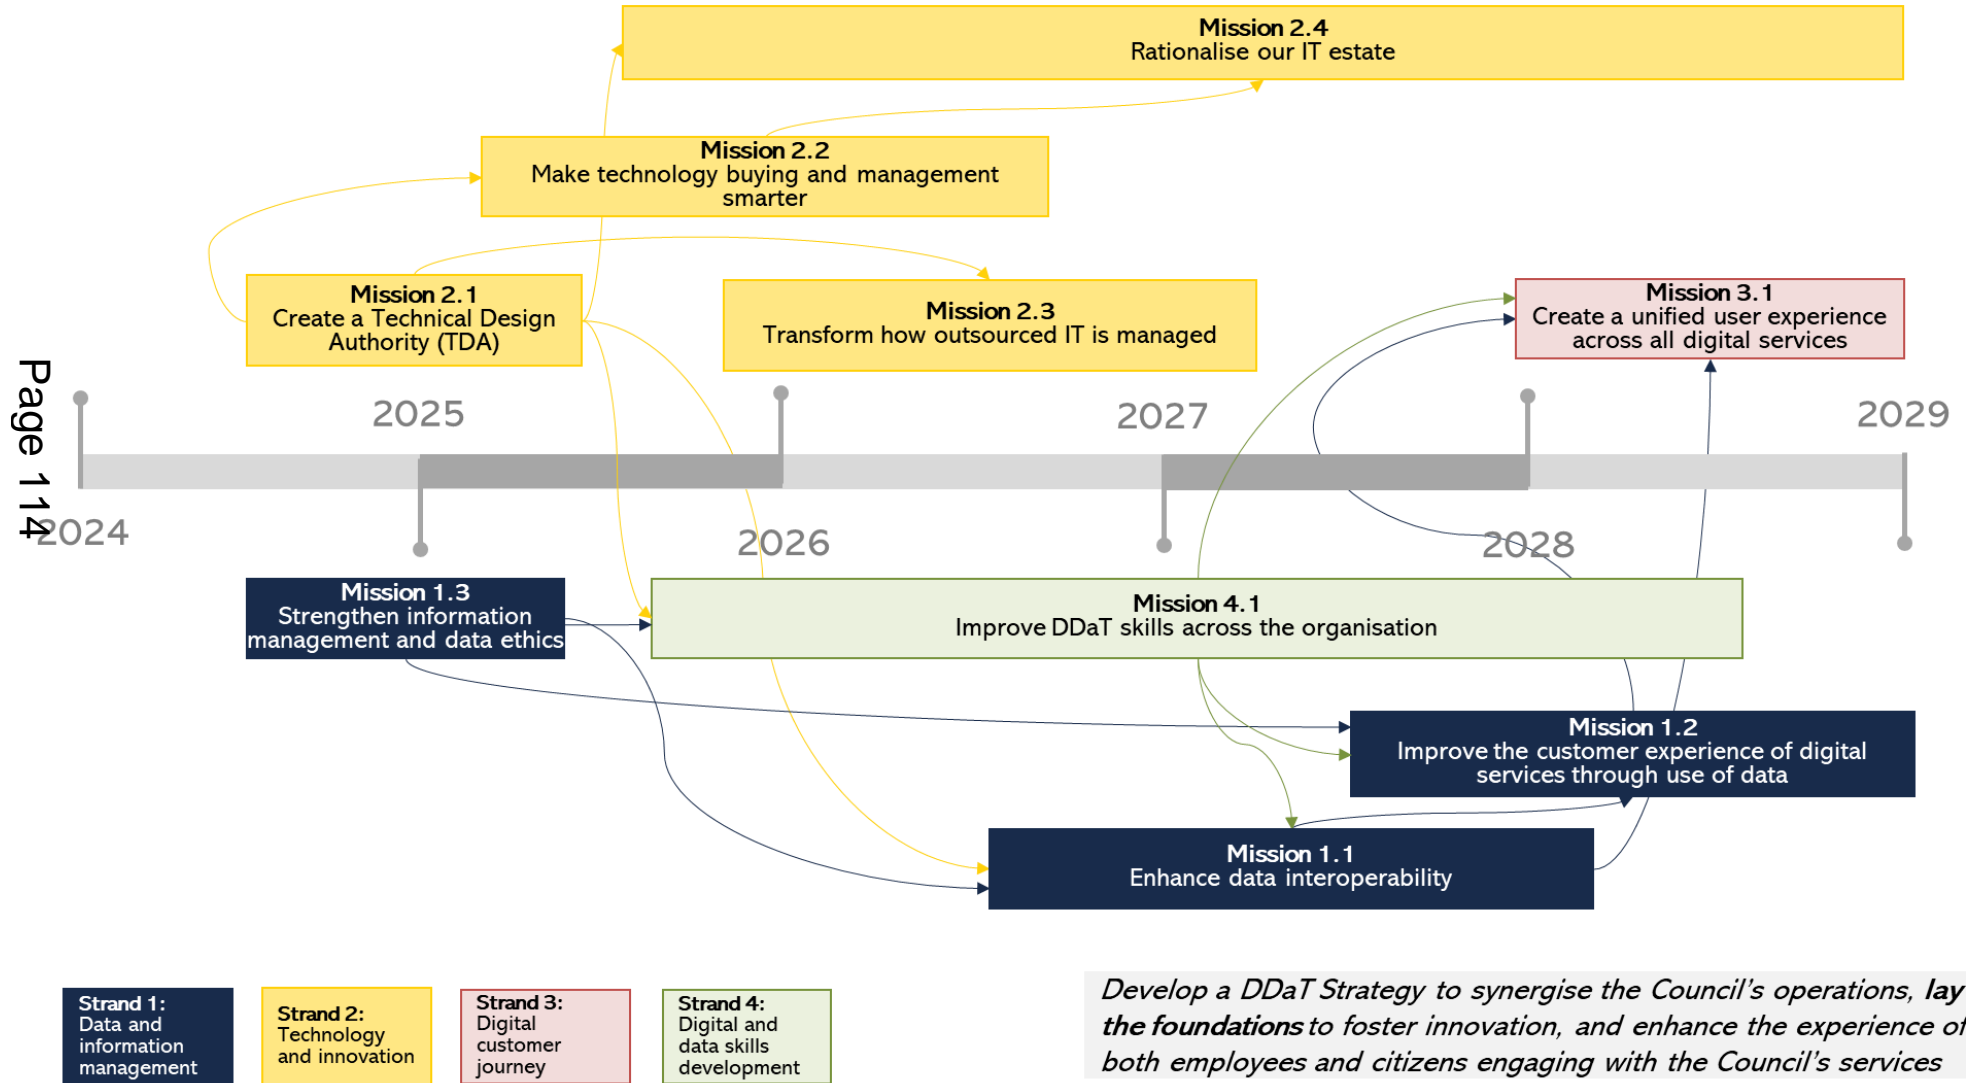 Mission 2.4
Rationalise our IT estate
Mission 2.2
Make technology buying and management
smarter
Mission 2.1
Create a Technical Design
Authority (TDA)
Mission 2.3
Transform how outsourced IT is managed
Mission 3.1
Create a unified user experience
across all digital services
Page 114
2025
2027
2029
2024
2026
2028
Mission 1.3
Strengthen information
management and data ethics
Mission 4.1
Improve DDaT skills across the organisation
Mission 1.2
Improve the customer experience of digital
services through use of data
Mission 1.1
Enhance data interoperability
Strand 1:
Data and
information
management
Strand 2:
Technology
and innovation
Strand 3:
Digital
customer
journey
Strand 4:
Digital and
data skills
development
Develop a DDaT Strategy to synergise the Council's operations, lay
the foundations to foster innovation, and enhance the experience of
both employees and citizens engaging with the Council's services